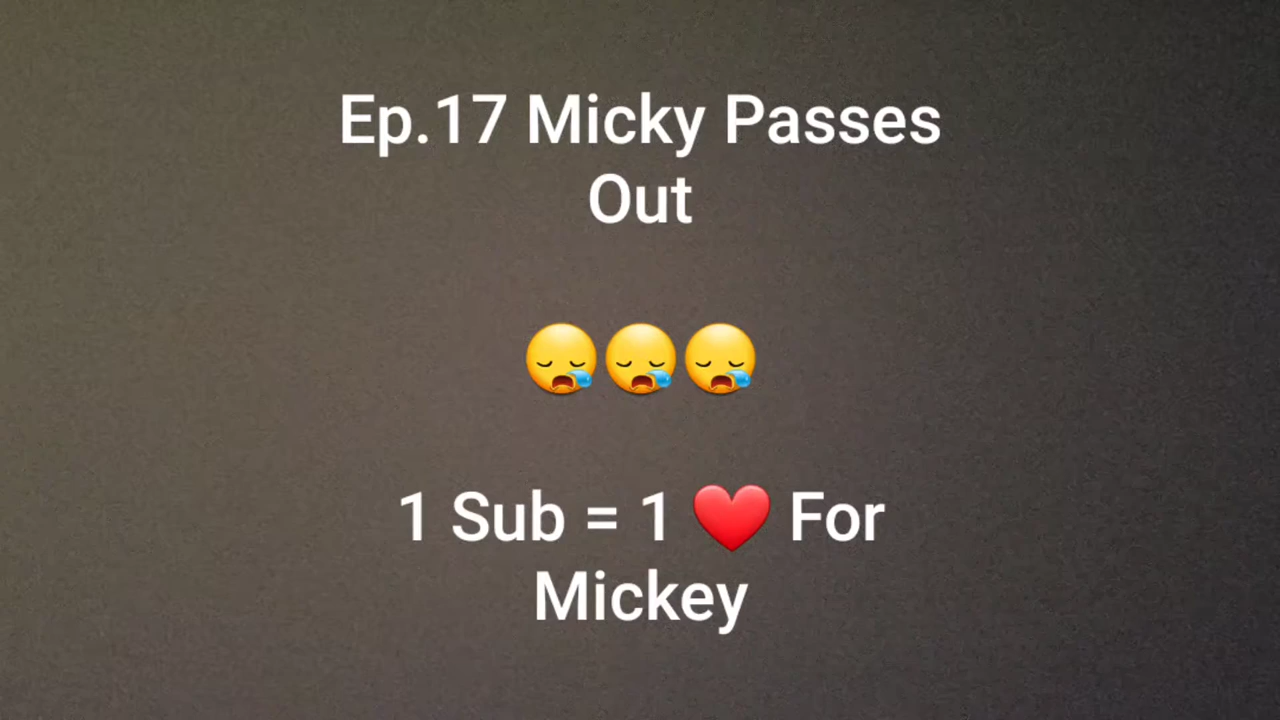 Ep.17 Micky Passes
Out
😪😪😪
1 Sub = 1 ❤️ For
Mickey